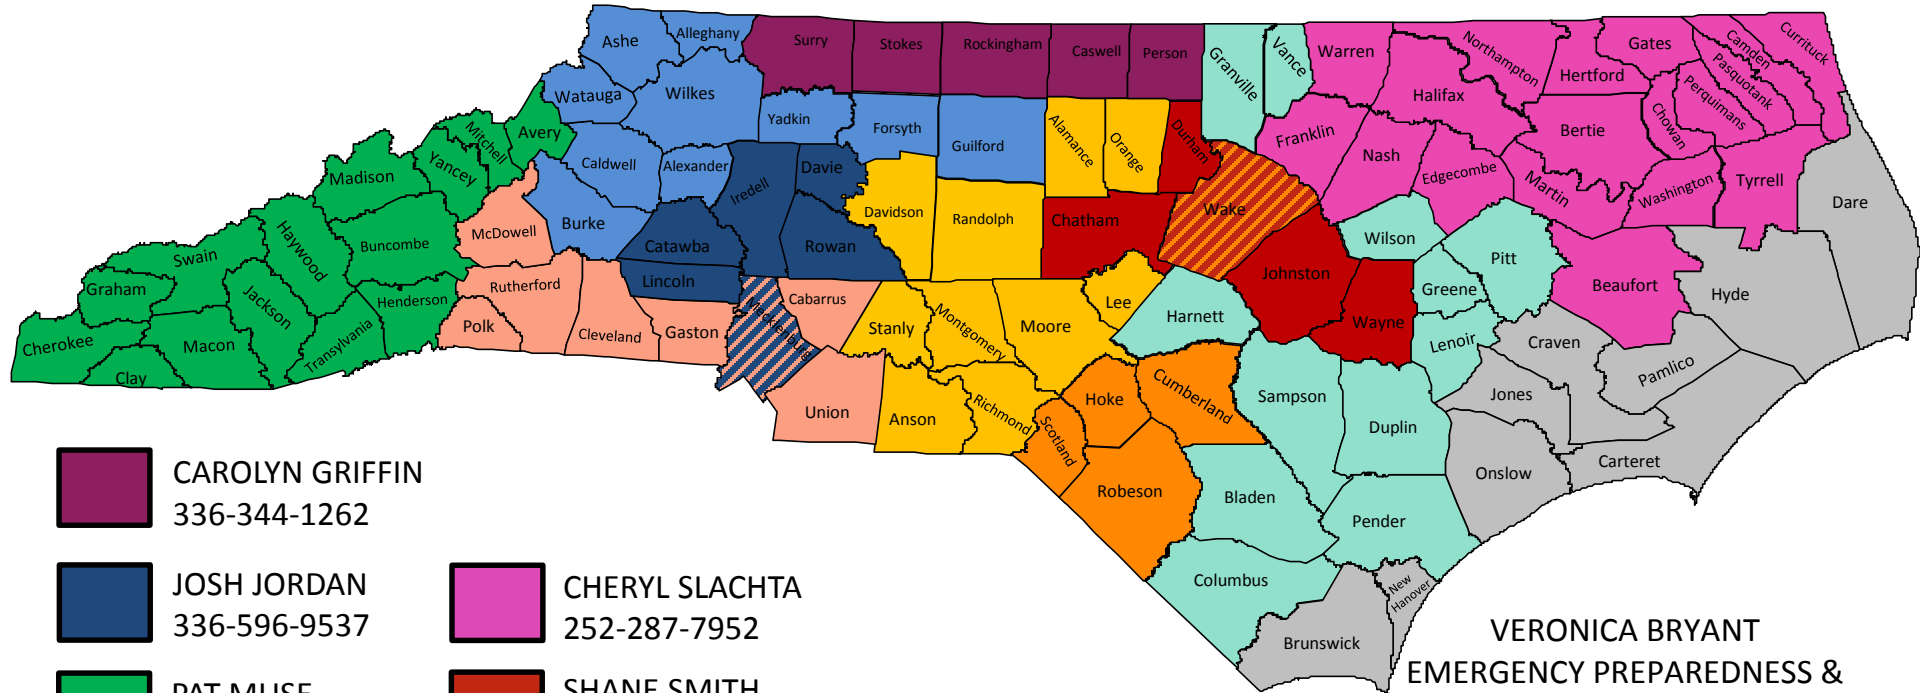 Ashe
Alleghany
Surry
Stokes
Rockingham
Caswell
Person
Granville
Vance
Warren
Northampton
Gates
Hertford
Camden
Currituck
Pasquotank
Perquimans
Chowan
Halifax
Bertie
Watauga
Wilkes
Yadkin
Forsyth
Guilford
Alamance
Orange
Durham
Franklin
Nash
Edgecombe
Martin
Washington
Tyrrell
Dare
Mitchell
Avery
Yancey
Madison
Caldwell
Alexander
Iredell
Davie
Davidson
Randolph
Chatham
Wake
Wilson
Pitt
Beaufort
Hyde
Burke
McDowell
Buncombe
Haywood
Swain
Graham
Catawba
Rowan
Lincoln
Johnston
Greene
Wayne
Lenoir
Craven
Pamlico
Jackson
Henderson
Rutherford
Polk
Cleveland
Gaston
Mecklenburg
Cabarrus
Stanly
Montgomery
Moore
Lee
Harnett
Cherokee
Macon
Clay
Transylvania
Union
Anson
Richmond
Scotland
Hoke
Cumberland
Sampson
Duplin
Jones
Onslow
Carteret
Robeson
Bladen
Pender
Columbus
Brunswick
New
Hanover
CAROLYN GRIFFIN
336-344-1262
JOSH JORDAN
336-596-9537
PAT MUSE
CHERYL SLACHTA
252-287-7952
SHANE SMITH
VERONICA BRYANT
EMERGENCY PREPAREDNESS &